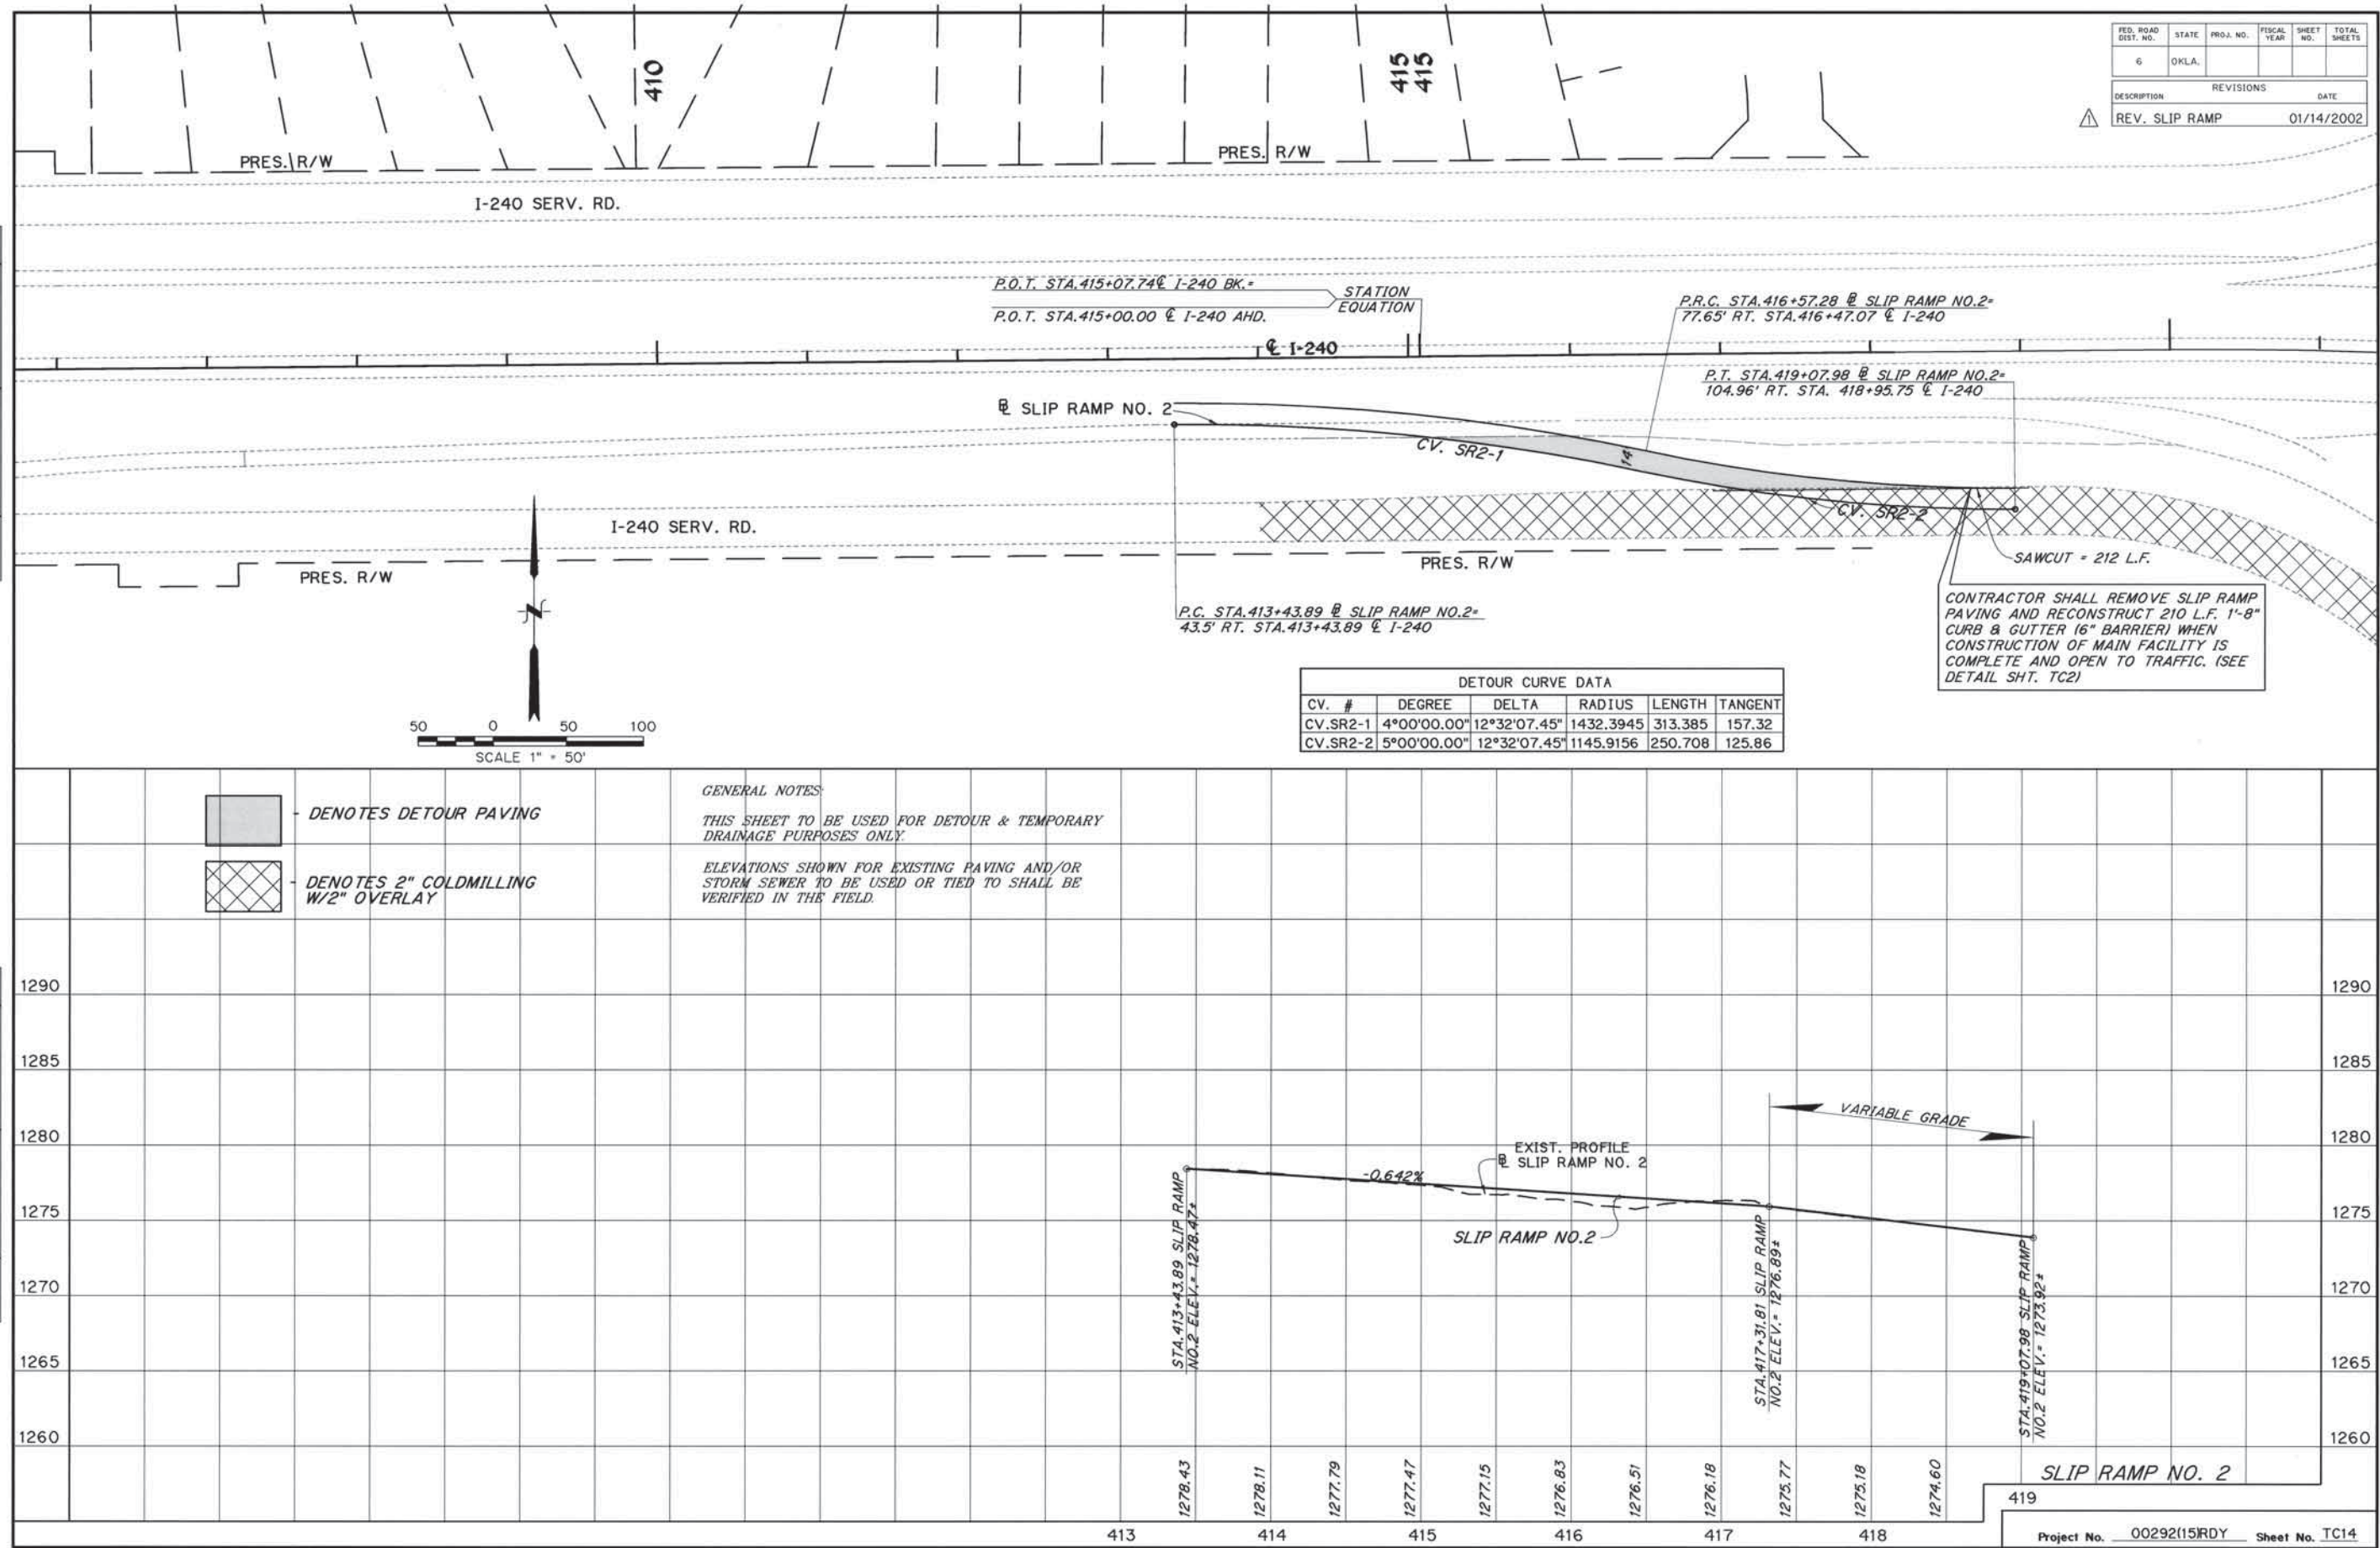 FED. ROAD DIST. NO. STATE PROJ. NO. FISCAL YEAR SHEET NO. TOTAL SHEETS
6 OKLA.
REVISIONS
DESCRIPTION DATE
1 REV. SLIP RAMP 01/14/2002
410
415
415
PRES. R/W
PRES. R/W
I-240 SERV. RD.
P.O.T. STA.415+07.74 ℄ I-240 BK.=
P.O.T. STA.415+00.00 ℄ I-240 AHD.
STATION
EQUATION
P.R.C. STA.416+57.28 B̲L SLIP RAMP NO.2=
77.65' RT. STA.416+47.07 ℄ I-240
℄ I-240
P.T. STA.419+07.98 BL SLIP RAMP NO.2=
104.96' RT. STA. 418+95.75 ℄ I-240
BL SLIP RAMP NO. 2
CV. SR2-1
14
CV. SR2-2
I-240 SERV. RD.
PRES. R/W
PRES. R/W
SAWCUT = 212 L.F.
N
P.C. STA.413+43.89 BL SLIP RAMP NO.2=
43.5' RT. STA.413+43.89 ℄ I-240
CONTRACTOR SHALL REMOVE SLIP RAMP
PAVING AND RECONSTRUCT 210 L.F. 1'-8"
CURB & GUTTER (6" BARRIER) WHEN
CONSTRUCTION OF MAIN FACILITY IS
COMPLETE AND OPEN TO TRAFFIC. (SEE
DETAIL SHT. TC2)
50 0 50 100
SCALE 1" = 50'
DETOUR CURVE DATA
CV. # DEGREE DELTA RADIUS LENGTH TANGENT
CV.SR2-1 4°00'00.00" 12°32'07.45" 1432.3945 313.385 157.32
CV.SR2-2 5°00'00.00" 12°32'07.45" 1145.9156 250.708 125.86
- DENOTES DETOUR PAVING
- DENOTES 2" COLDMILLING
W/2" OVERLAY
GENERAL NOTES:
THIS SHEET TO BE USED FOR DETOUR & TEMPORARY
DRAINAGE PURPOSES ONLY.
ELEVATIONS SHOWN FOR EXISTING PAVING AND/OR
STORM SEWER TO BE USED OR TIED TO SHALL BE
VERIFIED IN THE FIELD.
1290 1290
1285 1285
1280 1280
1275 1275
1270 1270
1265 1265
1260 1260
VARIABLE GRADE
EXIST. PROFILE
BL SLIP RAMP NO. 2
-0.642%
SLIP RAMP NO.2
STA.413+43.89 SLIP RAMP
NO.2 ELEV.= 1278.47±
STA.417+31.81 SLIP RAMP
NO.2 ELEV.= 1276.89±
STA.419+07.98 SLIP RAMP
NO.2 ELEV.= 1273.92±
1278.43 1278.11 1277.79 1277.47 1277.15 1276.83 1276.51 1276.18 1275.77 1275.18 1274.60
SLIP RAMP NO. 2
413 414 415 416 417 418 419
Project No. 00292(15)RDY Sheet No. TC14